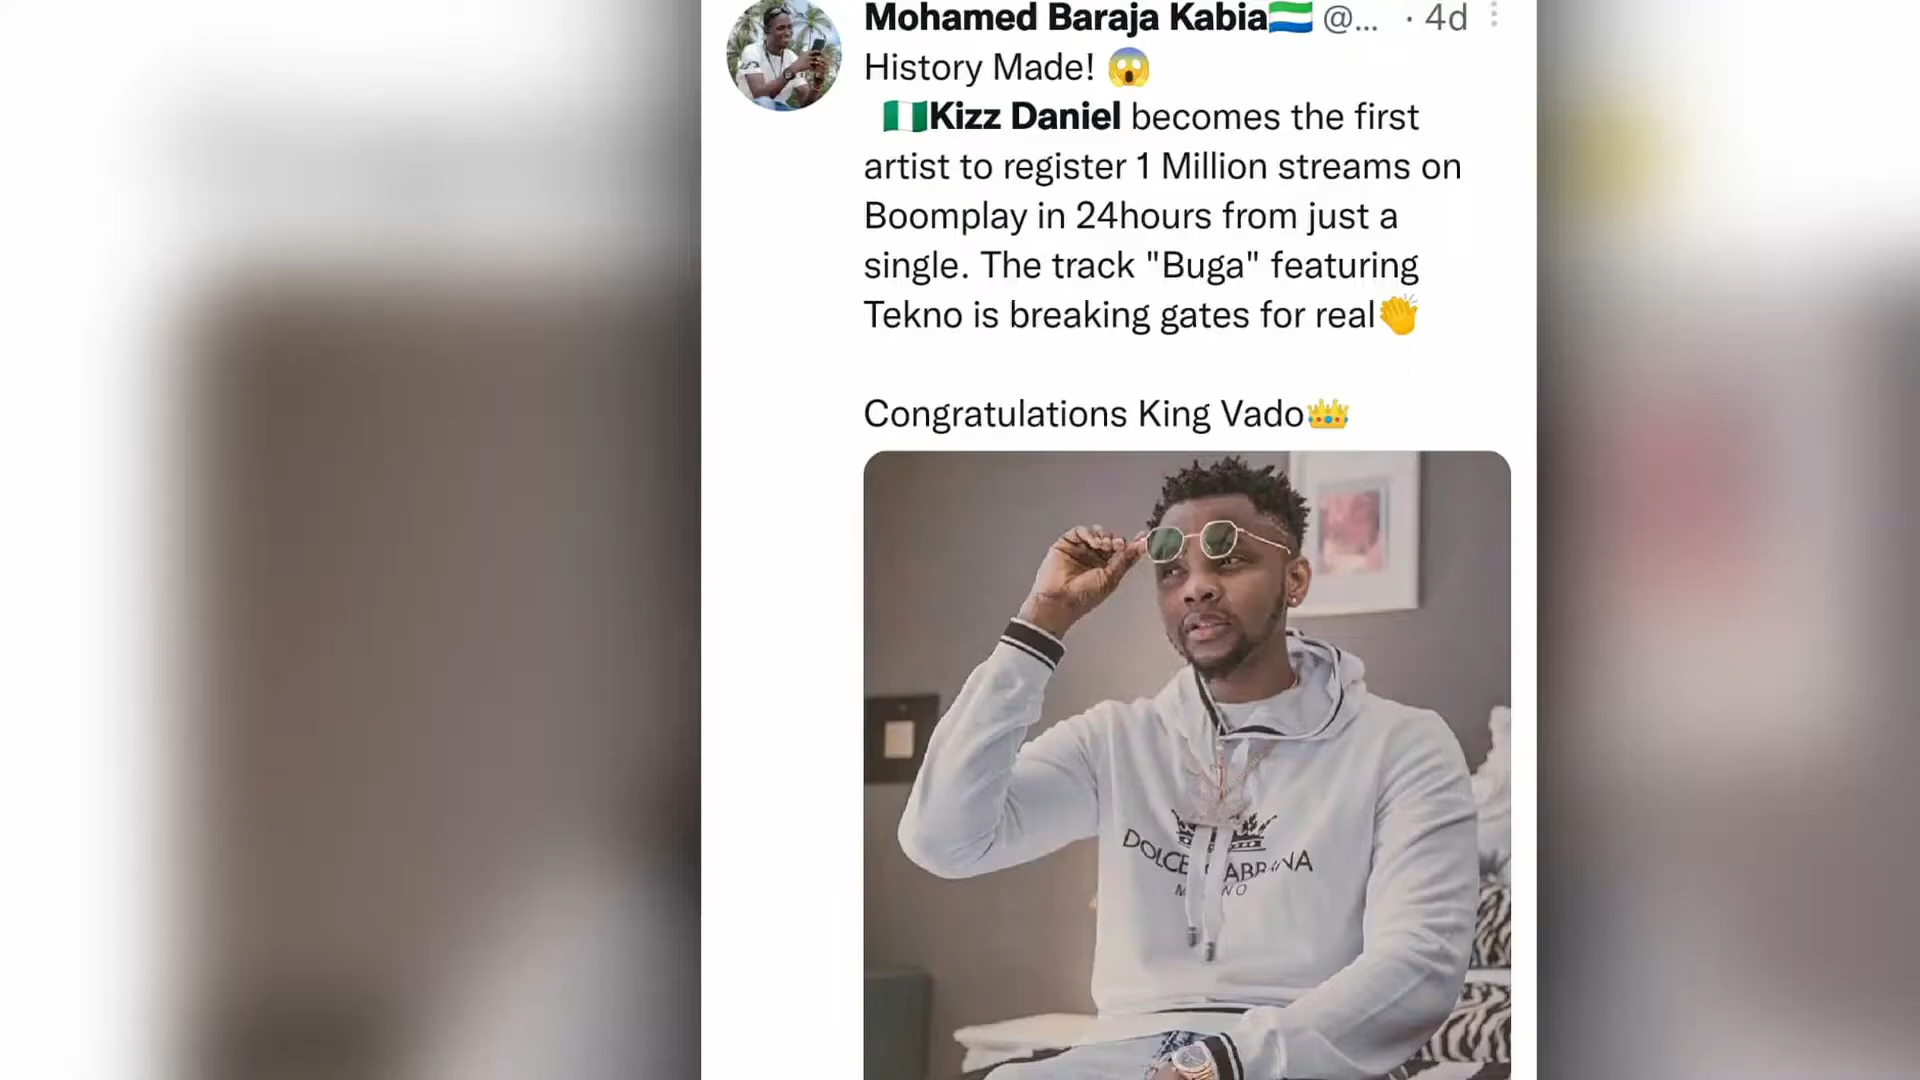 Mohamed Baraja Kabia🇸🇱 @... · 4d
History Made! 😱
🇳🇬Kizz Daniel becomes the first
artist to register 1 Million streams on
Boomplay in 24hours from just a
single. The track "Buga" featuring
Tekno is breaking gates for real👏
Congratulations King Vado👑